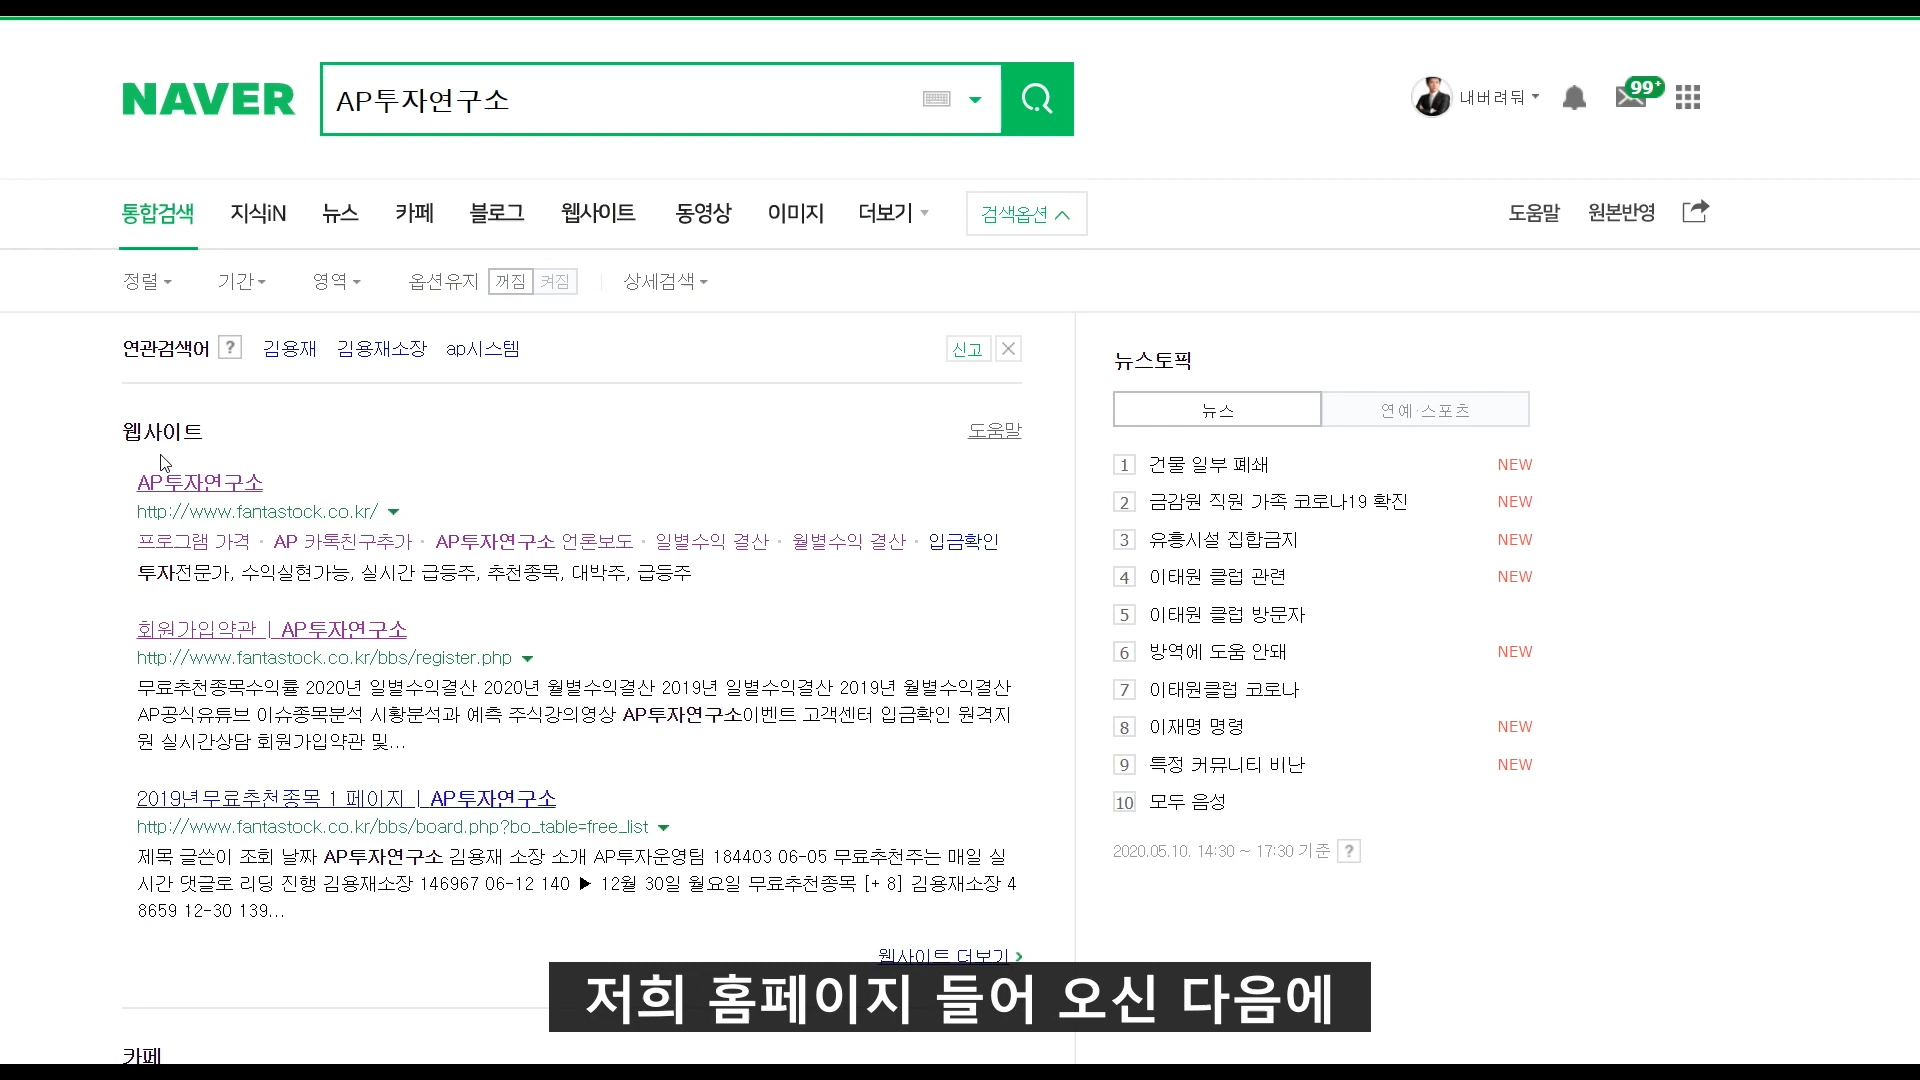 NAVER
AP투자연구소
내버려둬
99+
통합검색 지식iN 뉴스 카페 블로그 웹사이트 동영상 이미지 더보기 검색옵션
도움말 원본반영
정렬 기간 영역 옵션유지 꺼짐 켜짐 상세검색
연관검색어 ? 김용재 김용재소장 ap시스템
신고
웹사이트
도움말
AP투자연구소
http://www.fantastock.co.kr/
프로그램 가격 · AP 카톡친구추가 · AP투자연구소 언론보도 · 일별수익 결산 · 월별수익 결산 · 입금확인
투자전문가, 수익실현가능, 실시간 급등주, 추천종목, 대박주, 급등주
회원가입약관 | AP투자연구소
http://www.fantastock.co.kr/bbs/register.php
무료추천종목수익률 2020년 일별수익결산 2020년 월별수익결산 2019년 일별수익결산 2019년 월별수익결산
AP공식유튜브 이슈종목분석 시황분석과 예측 주식강의영상 AP투자연구소이벤트 고객센터 입금확인 원격지
원 실시간상담 회원가입약관 및...
2019년무료추천종목 1 페이지 | AP투자연구소
http://www.fantastock.co.kr/bbs/board.php?bo_table=free_list
제목 글쓴이 조회 날짜 AP투자연구소 김용재 소장 소개 AP투자운영팀 184403 06-05 무료추천주는 매일 실
시간 댓글로 리딩 진행 김용재소장 146967 06-12 140 ▶ 12월 30일 월요일 무료추천종목 [+ 8] 김용재소장 4
8659 12-30 139...
웹사이트 더보기
카페
뉴스토픽
뉴스 연예·스포츠
1 건물 일부 폐쇄 NEW
2 금감원 직원 가족 코로나19 확진 NEW
3 유흥시설 집합금지 NEW
4 이태원 클럽 관련 NEW
5 이태원 클럽 방문자
6 방역에 도움 안돼 NEW
7 이태원클럽 코로나
8 이재명 명령 NEW
9 특정 커뮤니티 비난 NEW
10 모두 음성
2020.05.10. 14:30 ~ 17:30 기준 ?
저희 홈페이지 들어 오신 다음에